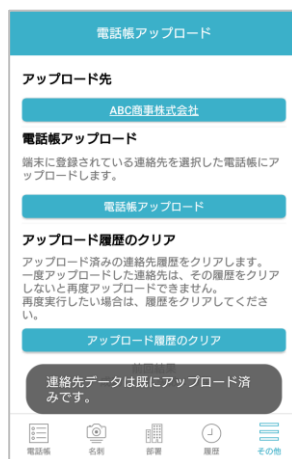 電話帳アップロード
アップロード先
ABC商事株式会社
電話帳アップロード
端末に登録されている連絡先を選択した電話帳にア
ップロードします。
電話帳アップロード
アップロード履歴のクリア
アップロード済みの連絡先履歴をクリアします。
一度アップロードした連絡先は、その履歴をクリア
しないと再度アップロードできません。
再度実行したい場合は、履歴をクリアしてくださ
い。
アップロード履歴のクリア
連絡先データは既にアップロード済
みです。
電話帳
名刺
部署
履歴
その他